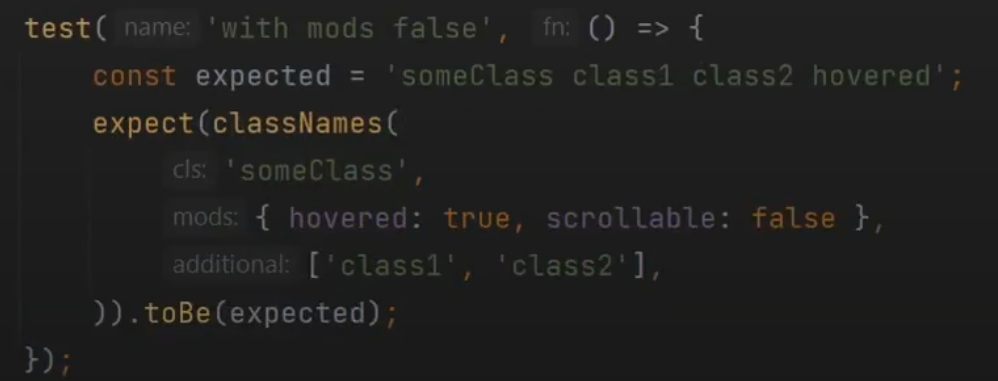 test( name: 'with mods false', fn: () => {
const expected = 'someClass class1 class2 hovered';
expect(classNames(
cls: 'someClass',
mods: { hovered: true, scrollable: false },
additional: ['class1', 'class2'],
)).toBe(expected);
});